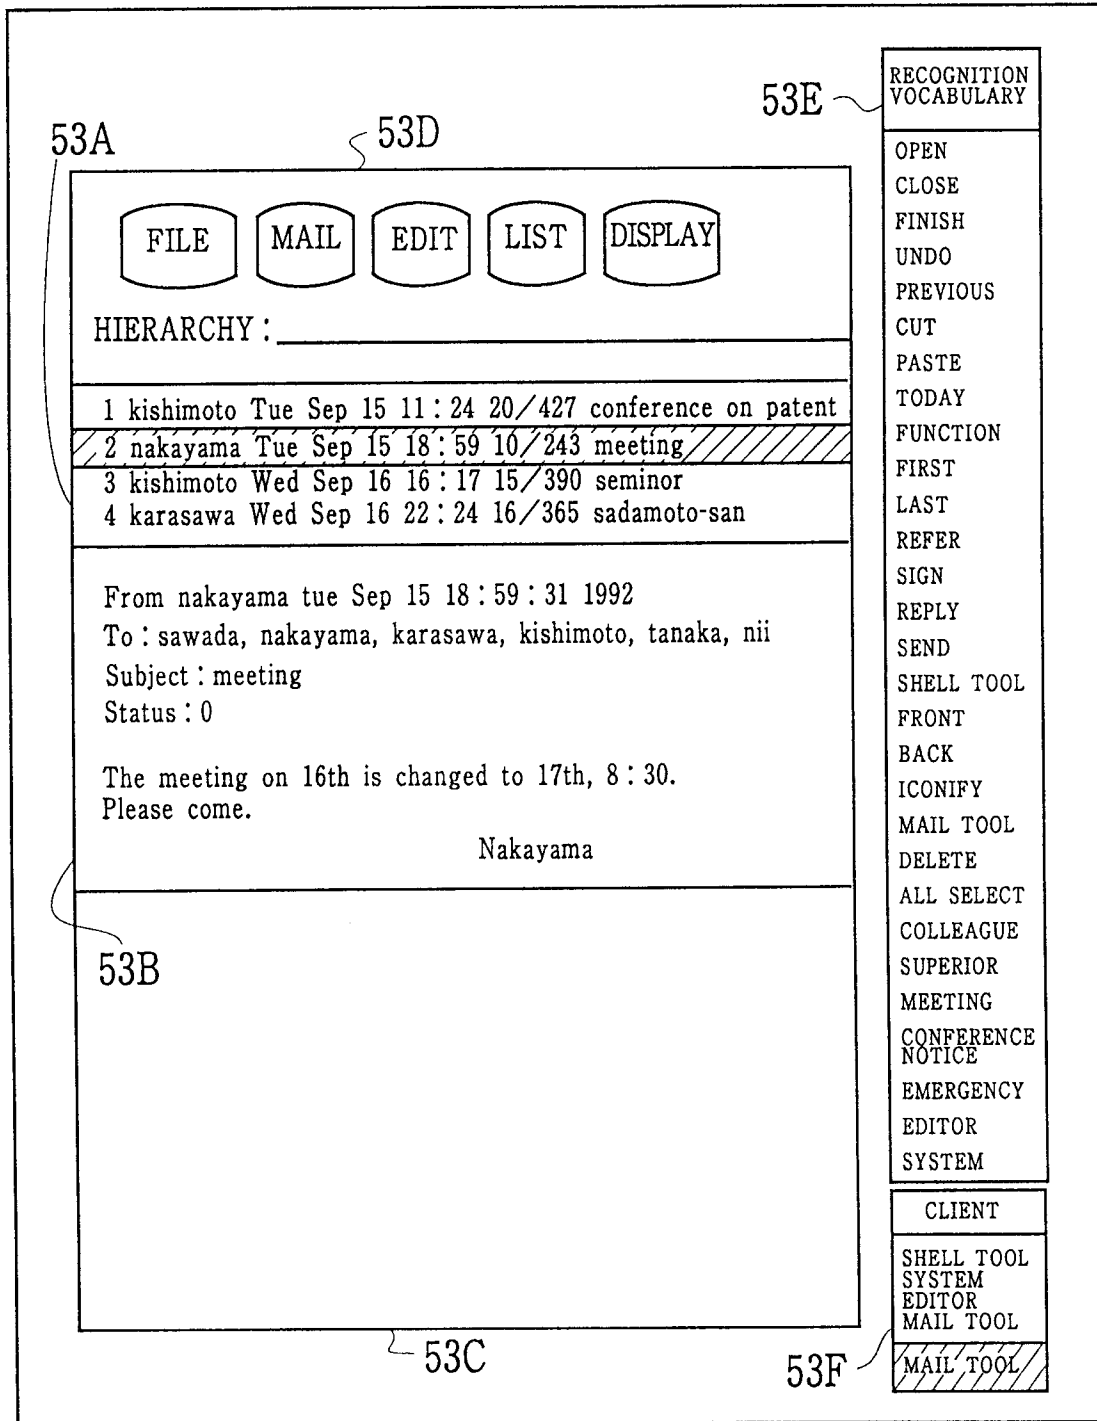 53A
53D
53E
FILE MAIL EDIT LIST DISPLAY
HIERARCHY :
1 kishimoto Tue Sep 15 11 : 24 20/427 conference on patent
2 nakayama Tue Sep 15 18 : 59 10/243 meeting
3 kishimoto Wed Sep 16 16 : 17 15/390 seminor
4 karasawa Wed Sep 16 22 : 24 16/365 sadamoto-san
From nakayama tue Sep 15 18 : 59 : 31 1992
To : sawada, nakayama, karasawa, kishimoto, tanaka, nii
Subject : meeting
Status : 0
The meeting on 16th is changed to 17th, 8 : 30.
Please come.
Nakayama
53B
53C
RECOGNITION
VOCABULARY
OPEN
CLOSE
FINISH
UNDO
PREVIOUS
CUT
PASTE
TODAY
FUNCTION
FIRST
LAST
REFER
SIGN
REPLY
SEND
SHELL TOOL
FRONT
BACK
ICONIFY
MAIL TOOL
DELETE
ALL SELECT
COLLEAGUE
SUPERIOR
MEETING
CONFERENCE
NOTICE
EMERGENCY
EDITOR
SYSTEM
CLIENT
SHELL TOOL
SYSTEM
EDITOR
MAIL TOOL
53F
MAIL TOOL